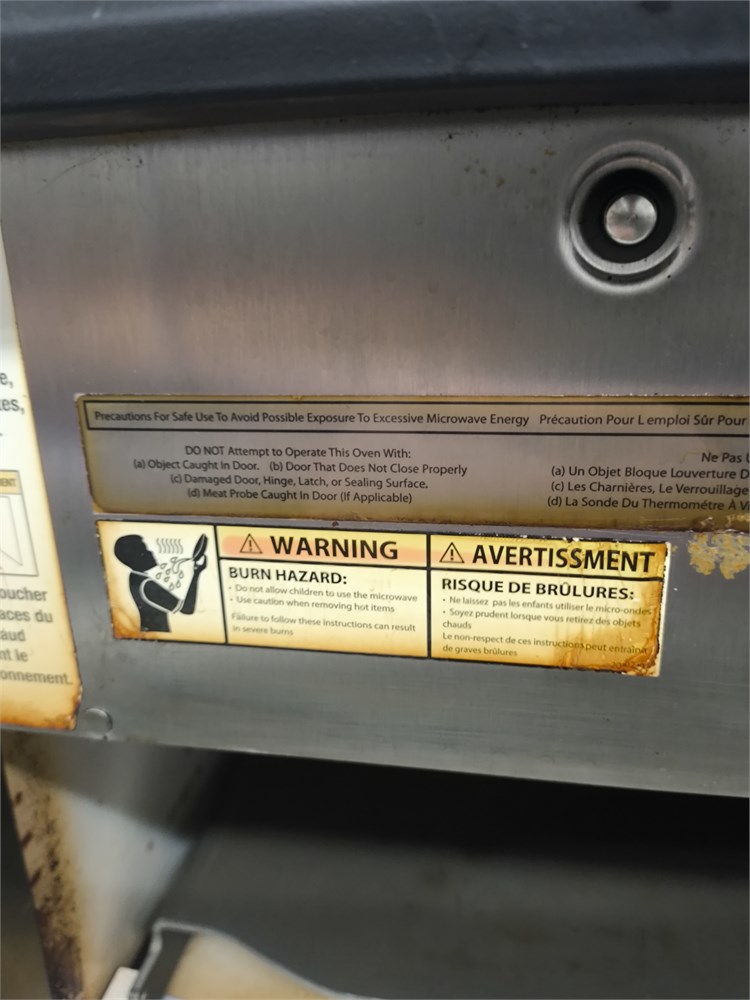 e,
tes,
MENT
oucher
aces du
aud
nt le
onnement.
Precautions For Safe Use To Avoid Possible Exposure To Excessive Microwave Energy Précaution Pour L emploi Sûr Pour
DO NOT Attempt to Operate This Oven With:
(a) Object Caught In Door. (b) Door That Does Not Close Properly
(c) Damaged Door, Hinge, Latch, or Sealing Surface.
(d) Meat Probe Caught In Door (If Applicable)
Ne Pas
(a) Un Objet Bloque Louverture D
(c) Les Charnières, Le Verrouillage
(d) La Sonde Du Thermométre À
WARNING
BURN HAZARD:
• Do not allow children to use the microwave
• Use caution when removing hot items
Failure to follow these instructions can result
in severe burns
AVERTISSMENT
RISQUE DE BRÛLURES:
• Ne laissez pas les enfants utiliser le micro-ondes
• Soyez prudent lorsque vous retirez des objets
chauds
Le non-respect de ces instructions peut entraîner
de graves brûlures